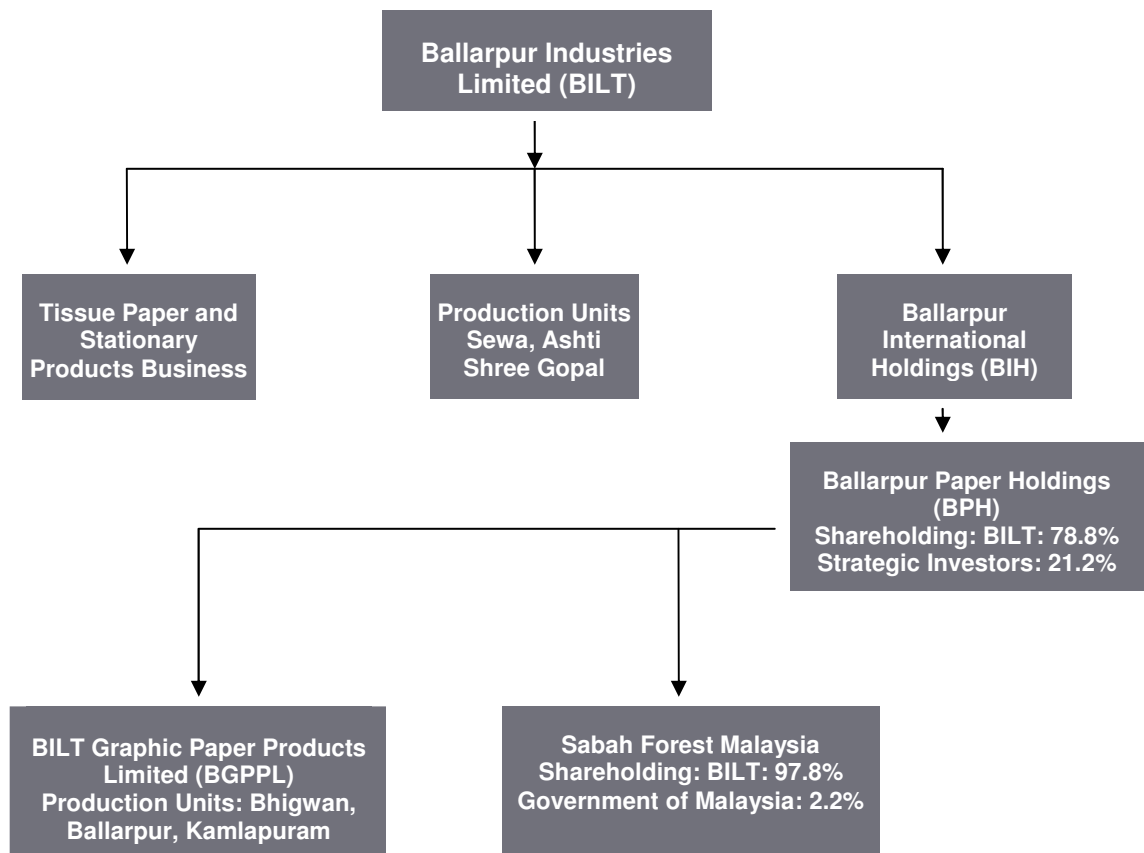 Ballarpur Industries
Limited (BILT)
Tissue Paper and
Stationary
Products Business
Production Units
Sewa, Ashti
Shree Gopal
Ballarpur
International
Holdings (BIH)
Ballarpur Paper Holdings
(BPH)
Shareholding: BILT: 78.8%
Strategic Investors: 21.2%
BILT Graphic Paper Products
Limited (BGPPL)
Production Units: Bhigwan,
Ballarpur, Kamlapuram
Sabah Forest Malaysia
Shareholding: BILT: 97.8%
Government of Malaysia: 2.2%